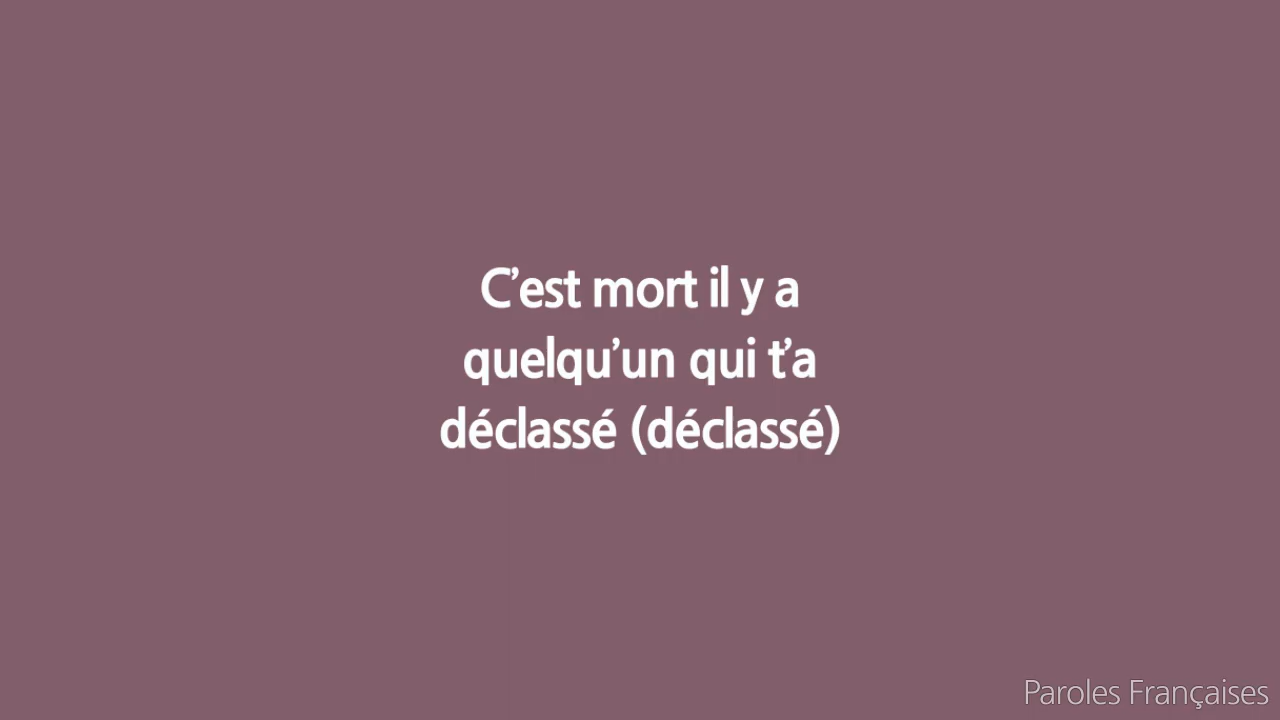 C’est mort il y a
quelqu’un qui t’a
déclassé (déclassé)
Paroles Françaises